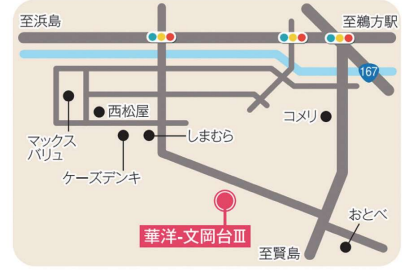 至浜島
至鵜方駅
167
西松屋
コメリ
マックス
バリュ
しまむら
ケーズデンキ
華洋-文岡台Ⅲ
おとべ
至賢島